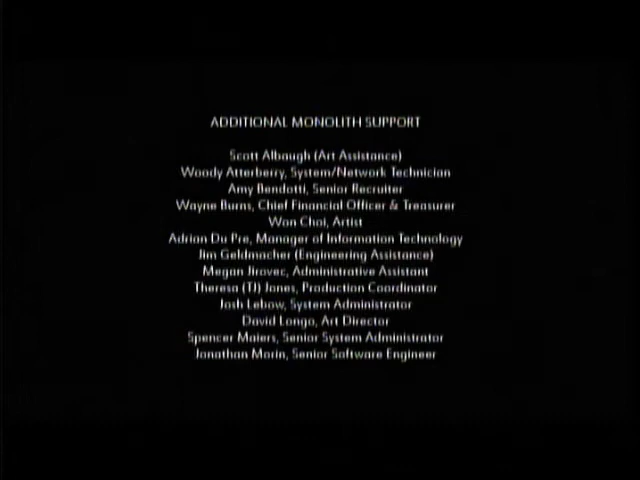 ADDITIONAL MONOLITH SUPPORT
Scott Albaugh (Art Assistance)
Woody Atterberry, System/Network Technician
Amy Bendotti, Senior Recruiter
Wayne Burns, Chief Financial Officer & Treasurer
Won Choi, Artist
Adrian Du Pre, Manager of Information Technology
Jim Geldmacher (Engineering Assistance)
Megan Jirovec, Administrative Assistant
Theresa (TJ) Jones, Production Coordinator
Josh Lebow, System Administrator
David Longo, Art Director
Spencer Maiers, Senior System Administrator
Jonathan Morin, Senior Software Engineer